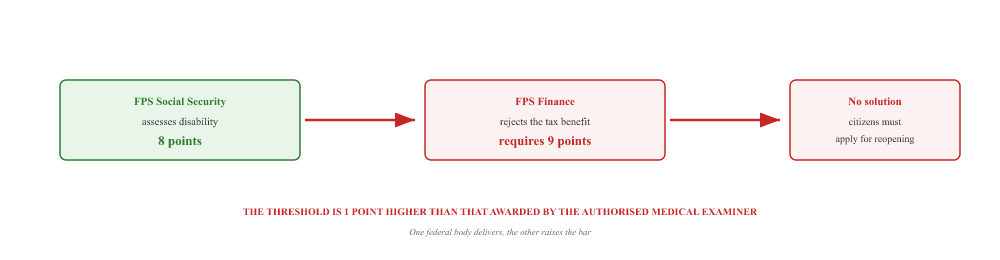 FPS Social Security
assesses disability
8 points
FPS Finance
rejects the tax benefit
requires 9 points
No solution
citizens must
apply for reopening
THE THRESHOLD IS 1 POINT HIGHER THAN THAT AWARDED BY THE AUTHORISED MEDICAL EXAMINER
One federal body delivers, the other raises the bar